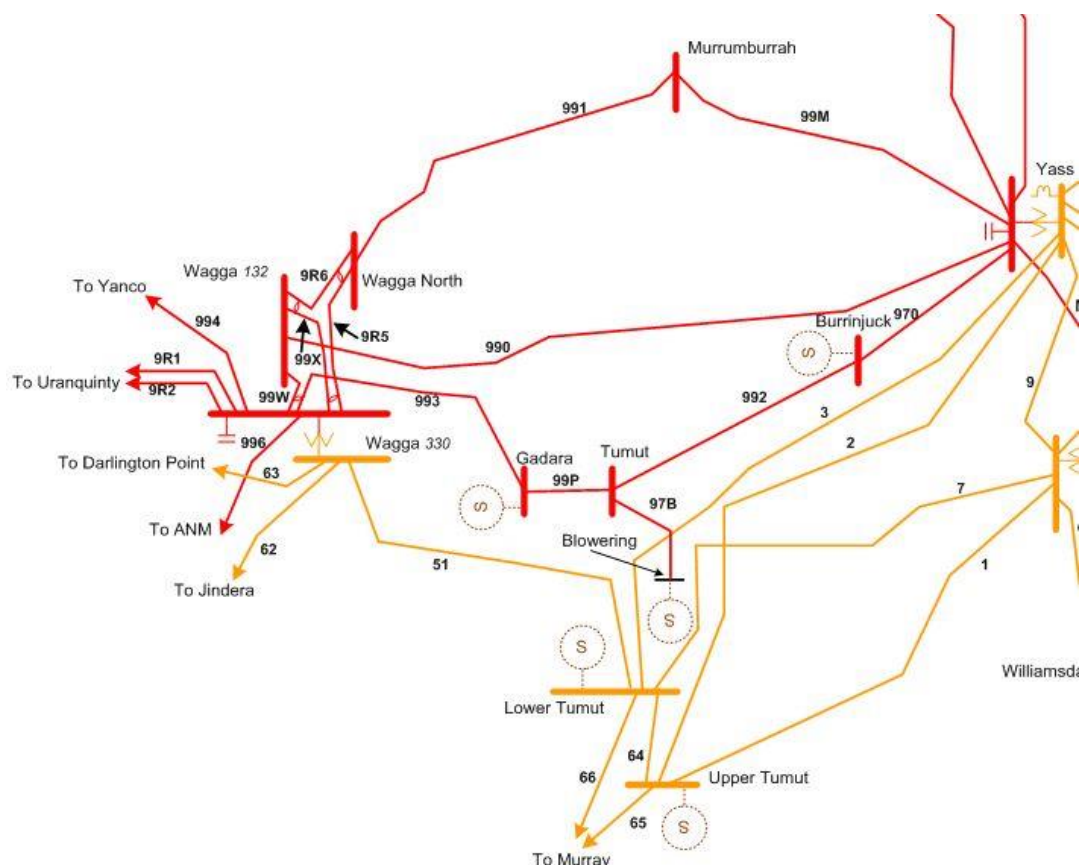 Murrumburrah
991
99M
Yass
Wagga 132
9R6
Wagga North
To Yanco
994
9R5
Burrinjuck
970
990
9R1
99X
To Uranquinty
9R2
99W
993
992
3
9
2
996
Wagga 330
To Darlington Point
63
Gadara
Tumut
7
99P
97B
S
S
S
S
S
To ANM
Blowering
62
51
1
To Jindera
Williamsda
Lower Tumut
64
66
Upper Tumut
65
To Murray